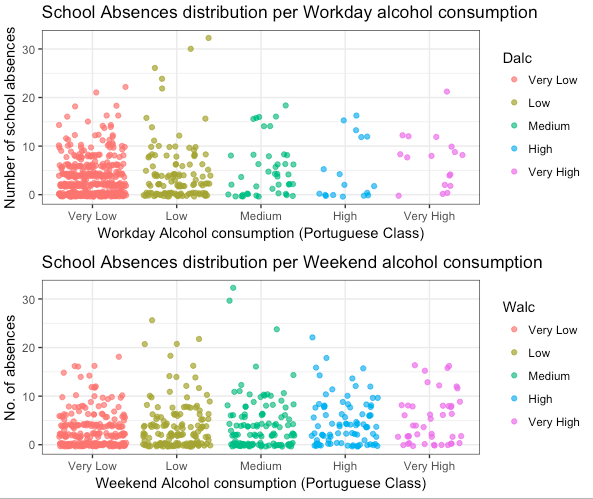 School Absences distribution per Workday alcohol consumption
Number of school absences
30
20
10
0
Very Low Low Medium High Very High
Workday Alcohol consumption (Portuguese Class)
Dalc
Very Low
Low
Medium
High
Very High
School Absences distribution per Weekend alcohol consumption
No. of absences
30
20
10
0
Very Low Low Medium High Very High
Weekend Alcohol consumption (Portuguese Class)
Walc
Very Low
Low
Medium
High
Very High